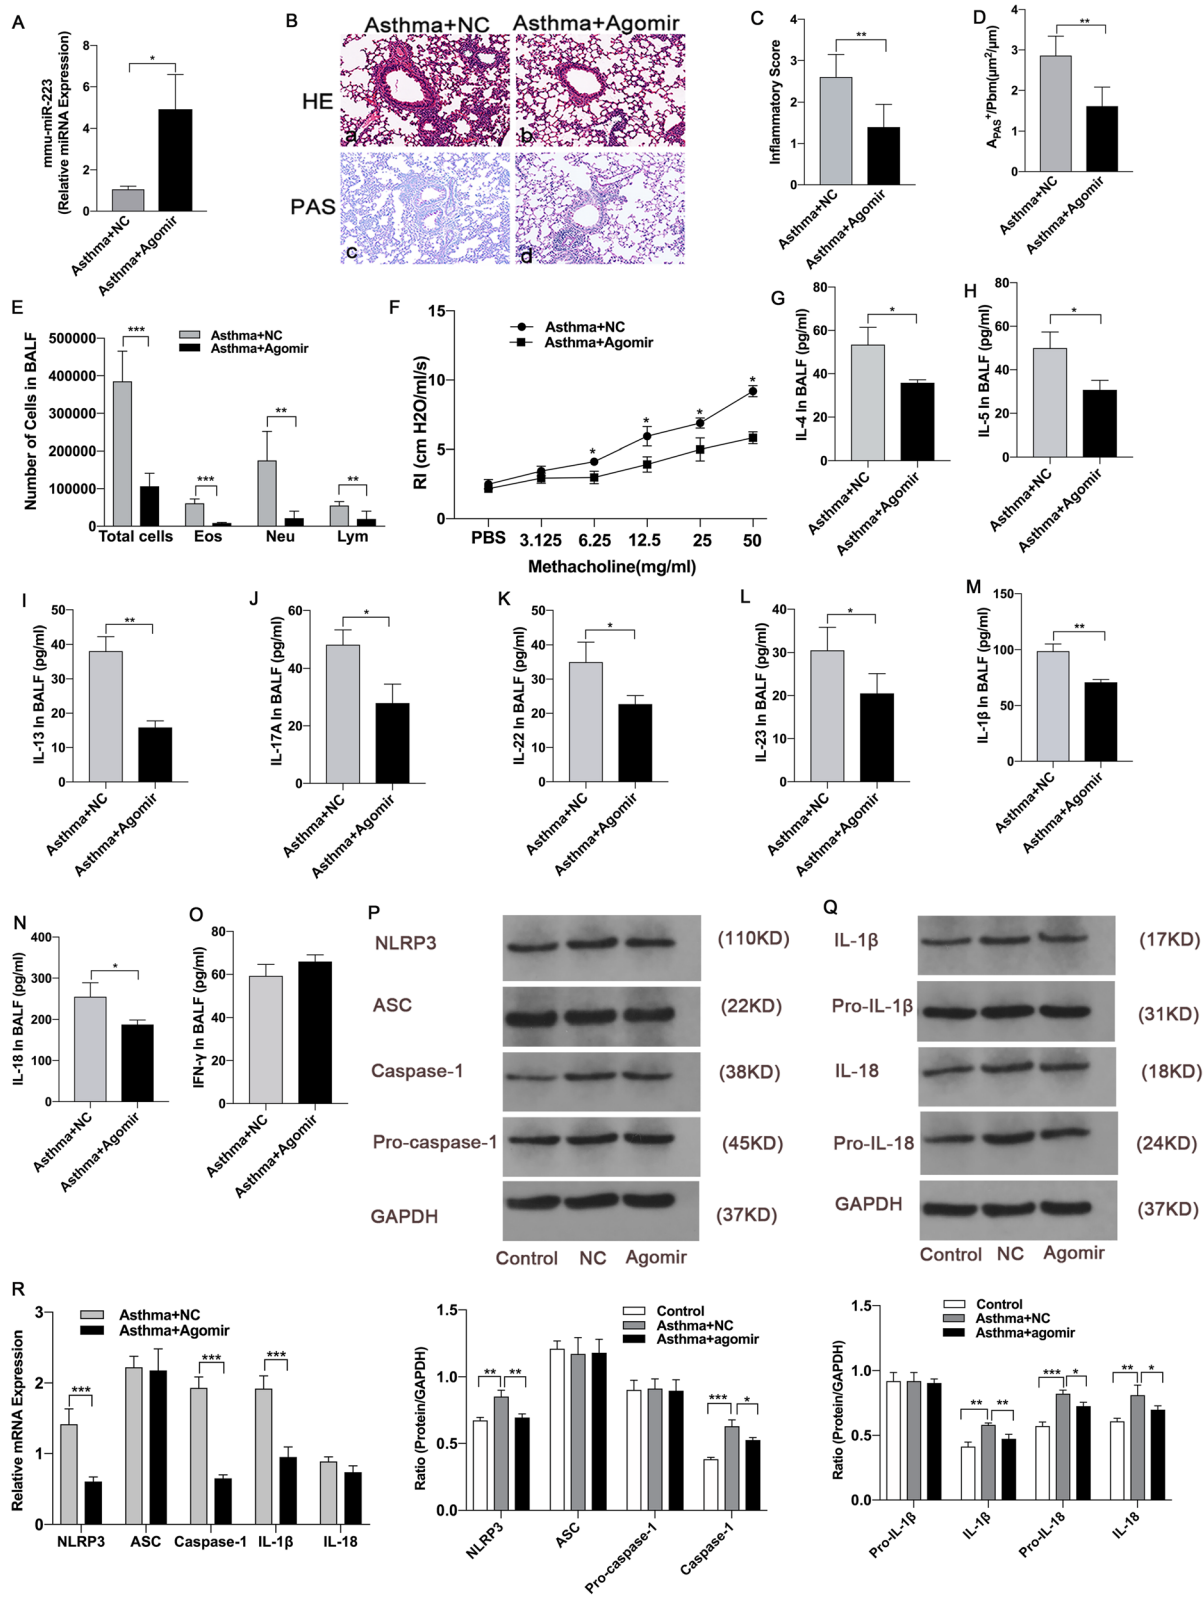 A
mmu-miR-223
(Relative miRNA Expression)
8
6
4
2
0
*
Asthma+NC
Asthma+Agomir
B
Asthma+NC
Asthma+Agomir
HE
PAS
a
b
c
d
C
Inflammatory Score
4
3
2
1
0
**
Asthma+NC
Asthma+Agomir
D
APAS+/Pbm(μm2/μm)
4
3
2
1
0
**
Asthma+NC
Asthma+Agomir
E
Number of Cells in BALF
500000
400000
300000
200000
100000
0
Asthma+NC
Asthma+Agomir
***
***
**
**
Total cells
Eos
Neu
Lym
F
RI (cm H2O/ml/s)
15
10
5
0
Asthma+NC
Asthma+Agomir
*
*
*
*
PBS
3.125
6.25
12.5
25
50
Methacholine(mg/ml)
G
IL-4 In BALF (pg/ml)
80
60
40
20
0
*
Asthma+NC
Asthma+Agomir
H
IL-5 In BALF (pg/ml)
80
60
40
20
0
*
Asthma+NC
Asthma+Agomir
I
IL-13 In BALF (pg/ml)
50
40
30
20
10
0
**
Asthma+NC
Asthma+Agomir
J
IL-17A In BALF (pg/ml)
60
40
20
0
*
Asthma+NC
Asthma+Agomir
K
IL-22 In BALF (pg/ml)
50
40
30
20
10
0
*
Asthma+NC
Asthma+Agomir
L
IL-23 In BALF (pg/ml)
40
30
20
10
0
*
Asthma+NC
Asthma+Agomir
M
IL-1β In BALF (pg/ml)
150
100
50
0
**
Asthma+NC
Asthma+Agomir
N
IL-18 In BALF (pg/ml)
400
300
200
100
0
*
Asthma+NC
Asthma+Agomir
O
IFN-γ In BALF (pg/ml)
80
60
40
20
0
Asthma+NC
Asthma+Agomir
P
NLRP3
(110KD)
ASC
(22KD)
Caspase-1
(38KD)
Pro-caspase-1
(45KD)
GAPDH
(37KD)
Control
NC
Agomir
Q
IL-1β
(17KD)
Pro-IL-1β
(31KD)
IL-18
(18KD)
Pro-IL-18
(24KD)
GAPDH
(37KD)
Control
NC
Agomir
R
Relative mRNA Expression
3
2
1
0
Asthma+NC
Asthma+Agomir
***
***
***
NLRP3
ASC
Caspase-1
IL-1β
IL-18
Ratio (Protein/GAPDH)
1.5
1.0
0.5
0.0
Control
Asthma+NC
Asthma+agomir
**
**
***
*
NLRP3
ASC
Pro-caspase-1
Caspase-1
Ratio (Protein/GAPDH)
1.5
1.0
0.5
0.0
Control
Asthma+NC
Asthma+agomir
**
**
***
*
**
*
Pro-IL-1β
IL-1β
Pro-IL-18
IL-18